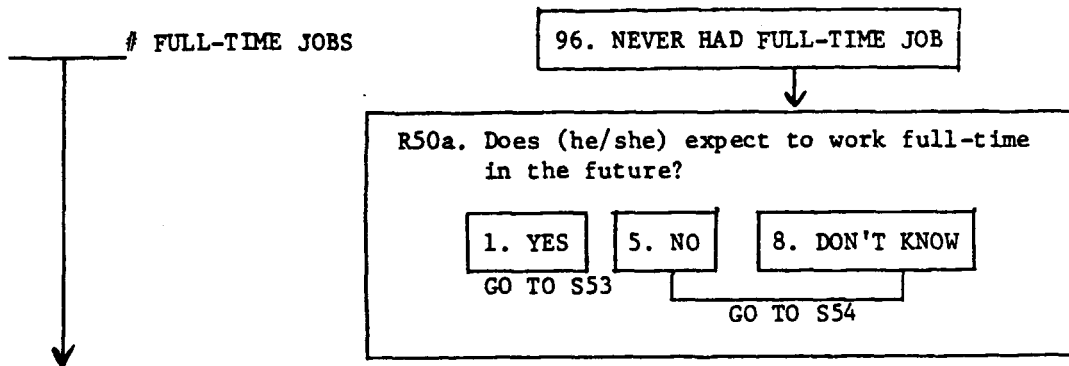 # FULL-TIME JOBS
96. NEVER HAD FULL-TIME JOB
R50a. Does (he/she) expect to work full-time
in the future?
1. YES 5. NO 8. DON'T KNOW
GO TO S53
GO TO S54